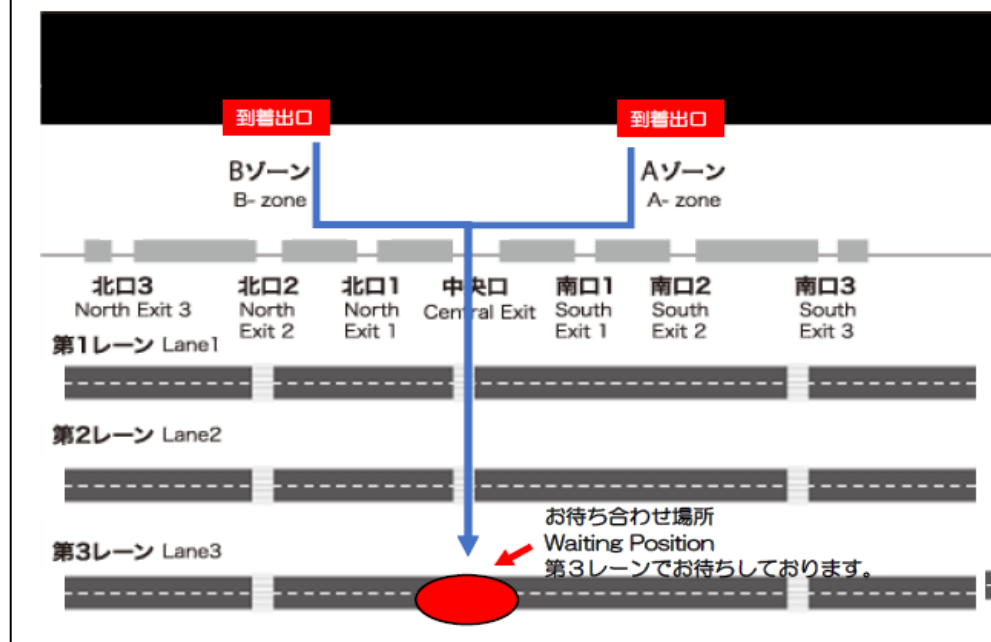 到着出口
到着出口
Bゾーン
B- zone
Aゾーン
A- zone
北口3
North Exit 3
北口2
North
Exit 2
北口1
North
Exit 1
中央口
Central Exit
南口1
South
Exit 1
南口2
South
Exit 2
南口3
South
Exit 3
第1レーン Lane1
第2レーン Lane2
お待ち合わせ場所
Waiting Position
第3レーンでお待ちしております。
第3レーン Lane3